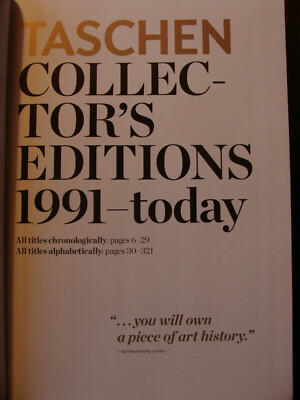 TASCHEN
COLLEC-
TOR'S
EDITIONS
1991–today
All titles chronologically: pages 6–29
All titles alphabetically: pages 30–321
“…you will own
a piece of art history.”
London